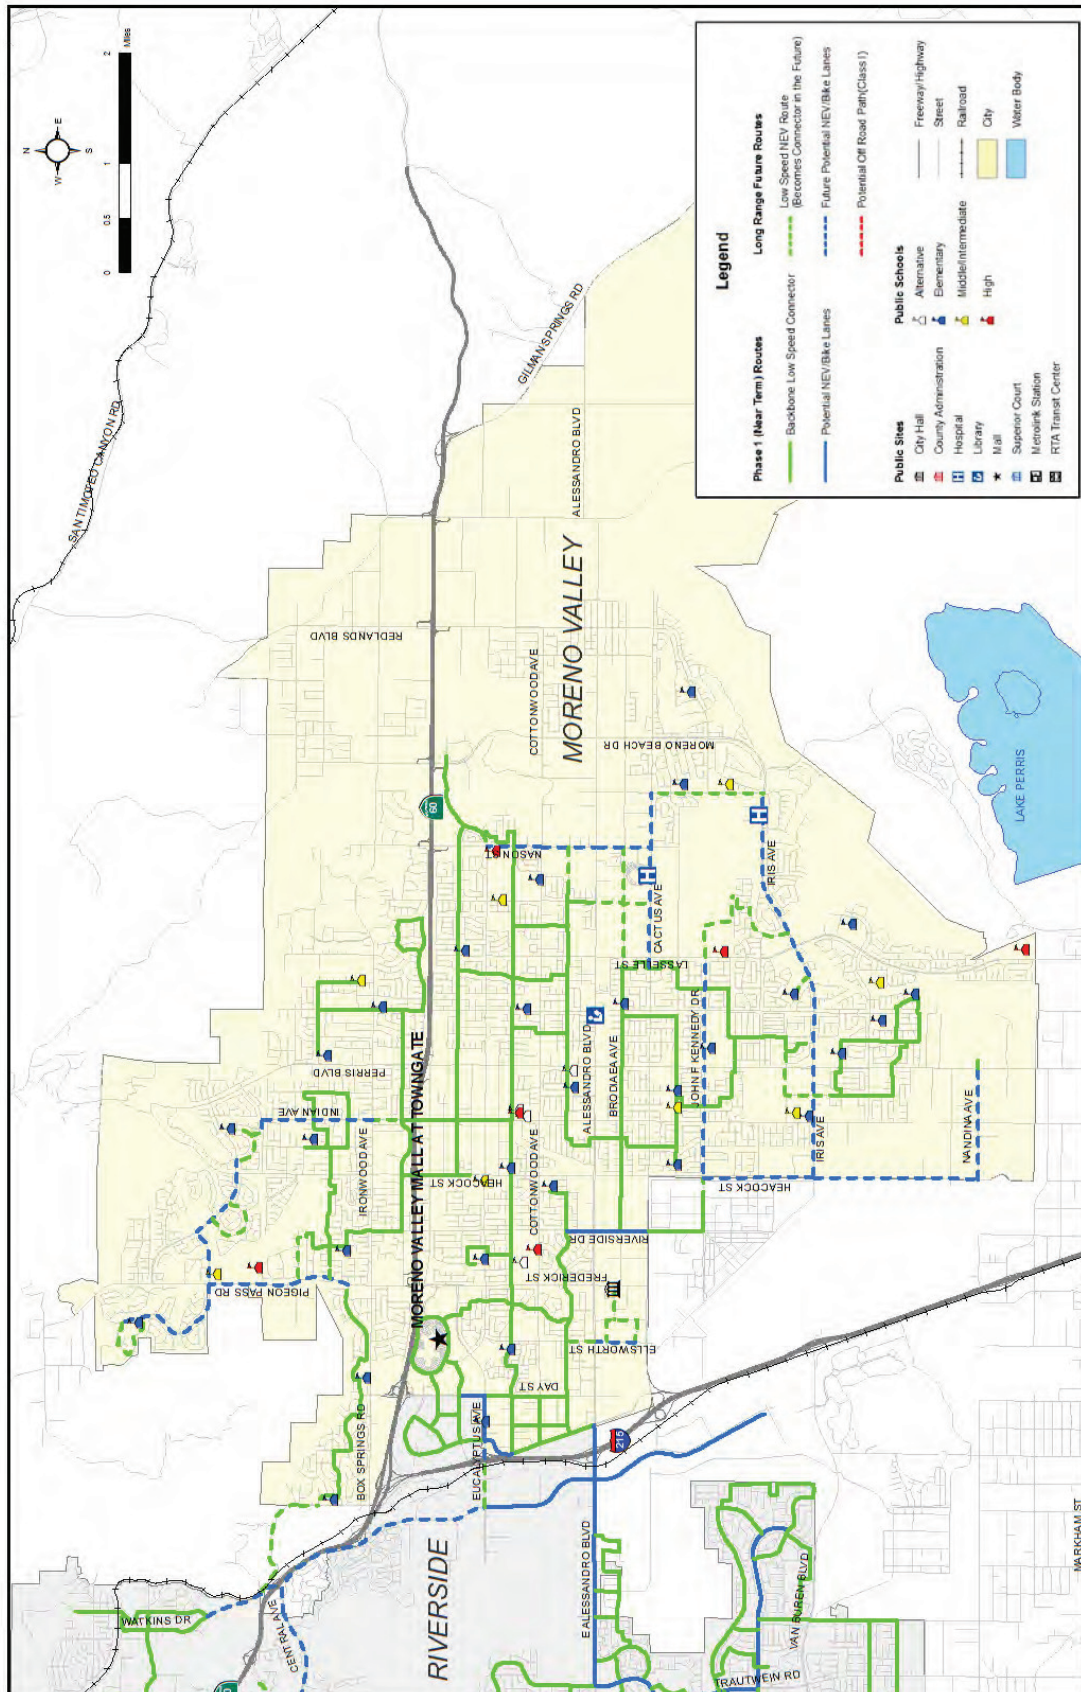 N
E
S
W
0
0.5
1
2
Miles
SAN TIMOTEO CANYON RD
GILMAN SPRINGS RD
ALESSANDRO BLVD
REDLANDS BLVD
COTTONWOOD AVE
MORENO VALLEY
MORENO BEACH DR
LAKE PERRIS
60
NASON ST
CACTUS AVE
IRIS AVE
LASSELLE ST
H
H
JOHN F KENNEDY DR
PERRIS BLVD
MORENO VALLEY MALL AT TOWNGATE
ALESSANDRO BLVD
BRODIAEA AVE
INDIAN AVE
IRONWOOD AVE
HEACOCK ST
COTTONWOOD AVE
IRIS AVE
NANDINA AVE
HEACOCK ST
RIVERSIDE DR
FREDERICK ST
PIGEON PASS RD
ELLSWORTH ST
DAY ST
BOX SPRINGS RD
EUCALYPTUS AVE
215
RIVERSIDE
E ALESSANDRO BLVD
WATKINS DR
CENTRAL AVE
VAN BUREN BLVD
TRAUTWEIN RD
MARKHAM ST
Legend
Phase 1 (Near Term) Routes
Backbone Low Speed Connector
Potential NEV/Bike Lanes
Long Range Future Routes
Low Speed NEV Route
(Becomes Connector in the Future)
Future Potential NEV/Bike Lanes
Potential Off Road Path(Class I)
Public Sites
City Hall
County Administration
Hospital
Library
Mall
Superior Court
Metrolink Station
RTA Transit Center
Public Schools
Alternative
Elementary
Middle/Intermediate
High
Freeway/Highway
Street
Railroad
City
Water Body